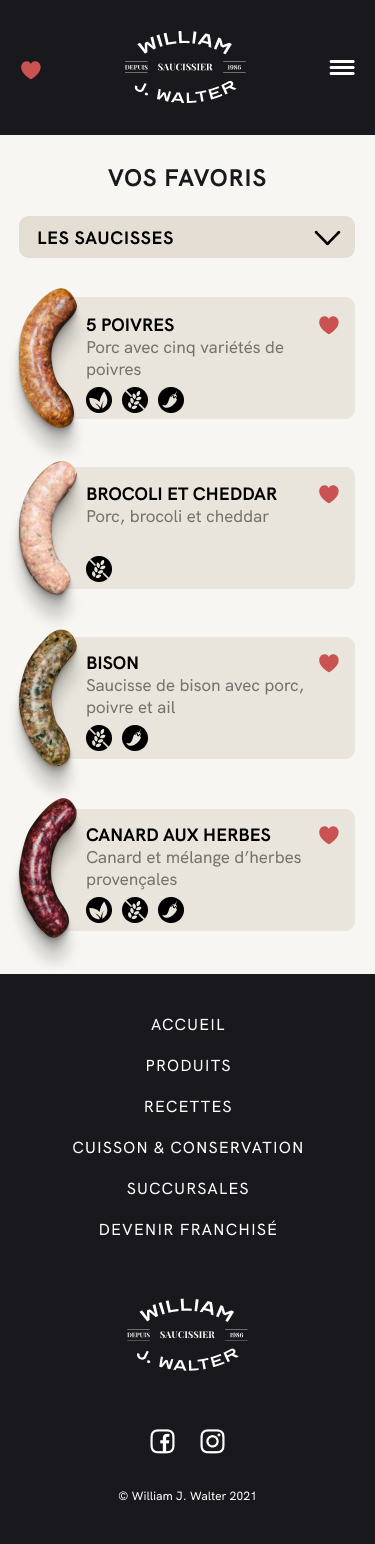 WILLIAM
DEPUIS SAUCISSIER 1986
J. WALTER
VOS FAVORIS
LES SAUCISSES
5 POIVRES
Porc avec cinq variétés de
poivres
BROCOLI ET CHEDDAR
Porc, brocoli et cheddar
BISON
Saucisse de bison avec porc,
poivre et ail
CANARD AUX HERBES
Canard et mélange d’herbes
provençales
ACCUEIL
PRODUITS
RECETTES
CUISSON & CONSERVATION
SUCCURSALES
DEVENIR FRANCHISÉ
WILLIAM
DEPUIS SAUCISSIER 1986
J. WALTER
© William J. Walter 2021